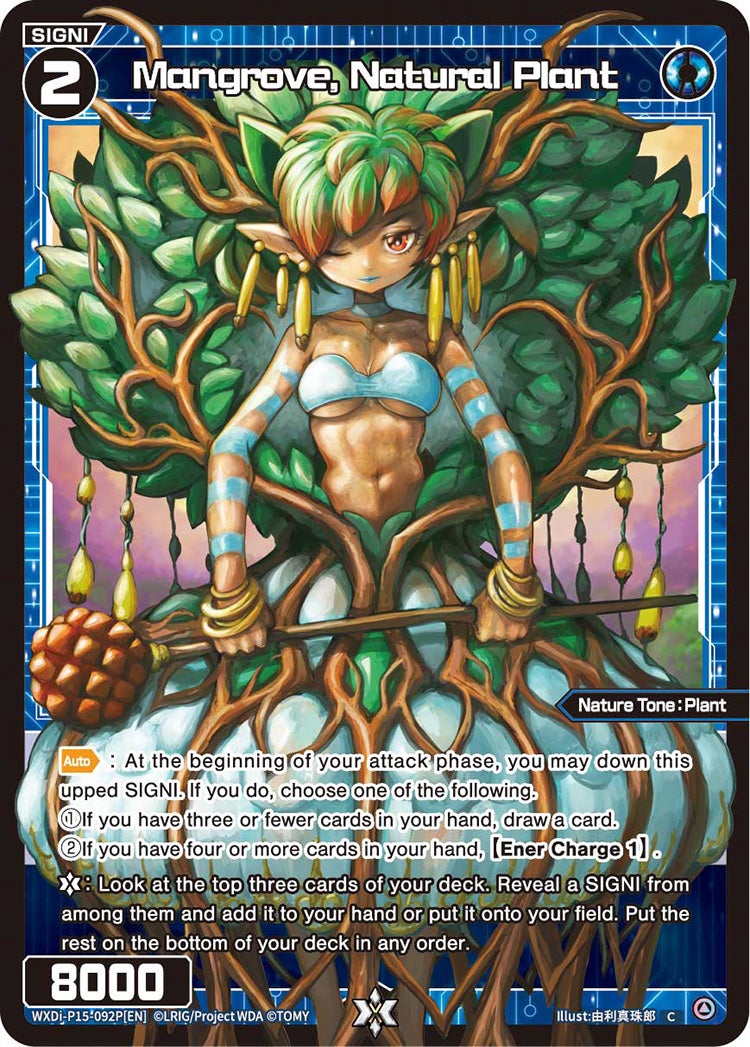 SIGNI
2
Mangrove, Natural Plant
Nature Tone:Plant
Auto : At the beginning of your attack phase, you may down this
upped SIGNI. If you do, choose one of the following.
①If you have three or fewer cards in your hand, draw a card.
②If you have four or more cards in your hand,【Ener Charge 1】.
: Look at the top three cards of your deck. Reveal a SIGNI from
among them and add it to your hand or put it onto your field. Put the
rest on the bottom of your deck in any order.
8000
WXDi-P15-092P[EN] ©LRIG/Project WDA ©TOMY
Illust:由利真珠郎 C